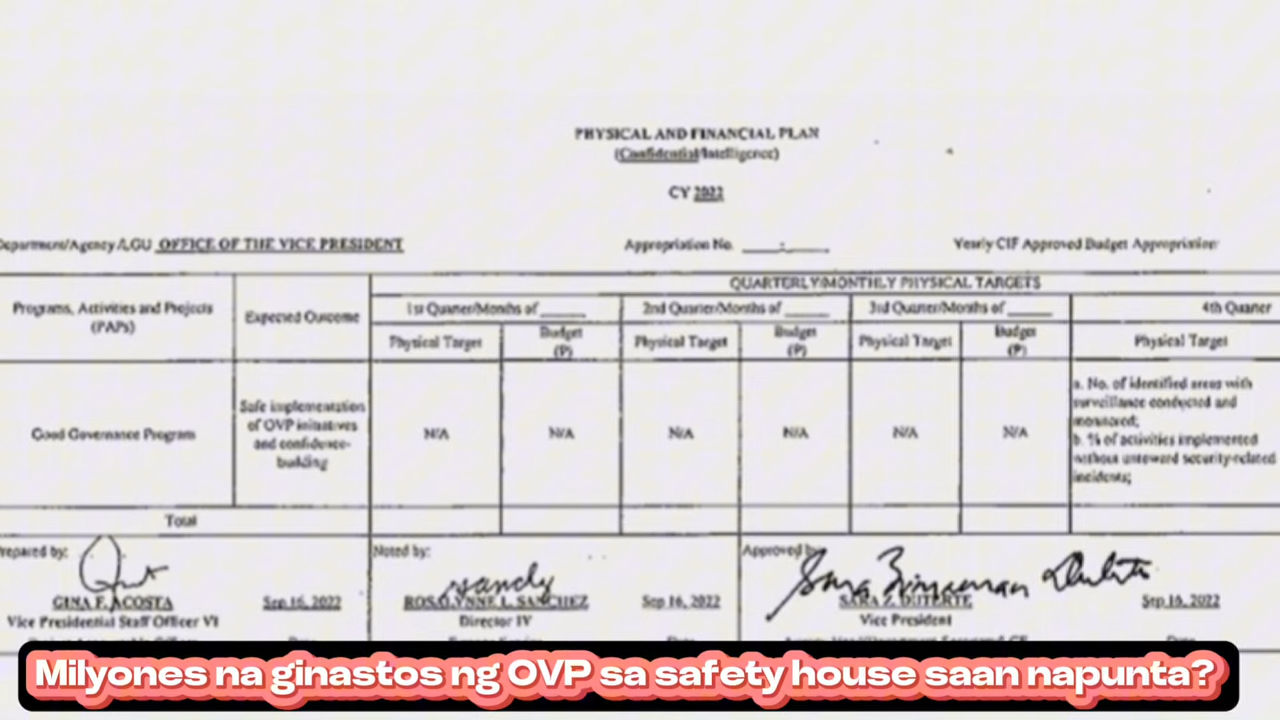 PHYSICAL AND FINANCIAL PLAN
(Confidential/Intelligence)
CY 2022
Department/Agency/LGU OFFICE OF THE VICE PRESIDENT
Appropriation No.
Yearly CIF Approved Budget Appropriation:
Programs, Activities and Projects
(PAPs)
Expected Outcome
QUARTERLY/MONTHLY PHYSICAL TARGETS
1st Quarter/Months of ______
2nd Quarter/Months of ______
3rd Quarter/Months of ______
4th Quarter
Physical Target
Budget
(P)
Physical Target
Budget
(P)
Physical Target
Budget
(P)
Physical Target
Good Governance Program
Safe implementation
of OVP initiatives
and confidence-
building
N/A
N/A
N/A
N/A
N/A
N/A
a. No. of identified areas with
surveillance conducted and
monitored;
b. % of activities implemented
without untoward security-related
incidents;
Total
Prepared by:
GINA F. ACOSTA
Sep 16, 2022
Vice Presidential Staff Officer VI
Noted by:
ROSALYNNE L. SANCHEZ
Sep 16, 2022
Director IV
Approved by:
Sara Zimmerman Duterte
SARA Z. DUTERTE
Sep 16, 2022
Vice President
Milyones na ginastos ng OVP sa safety house saan napunta?